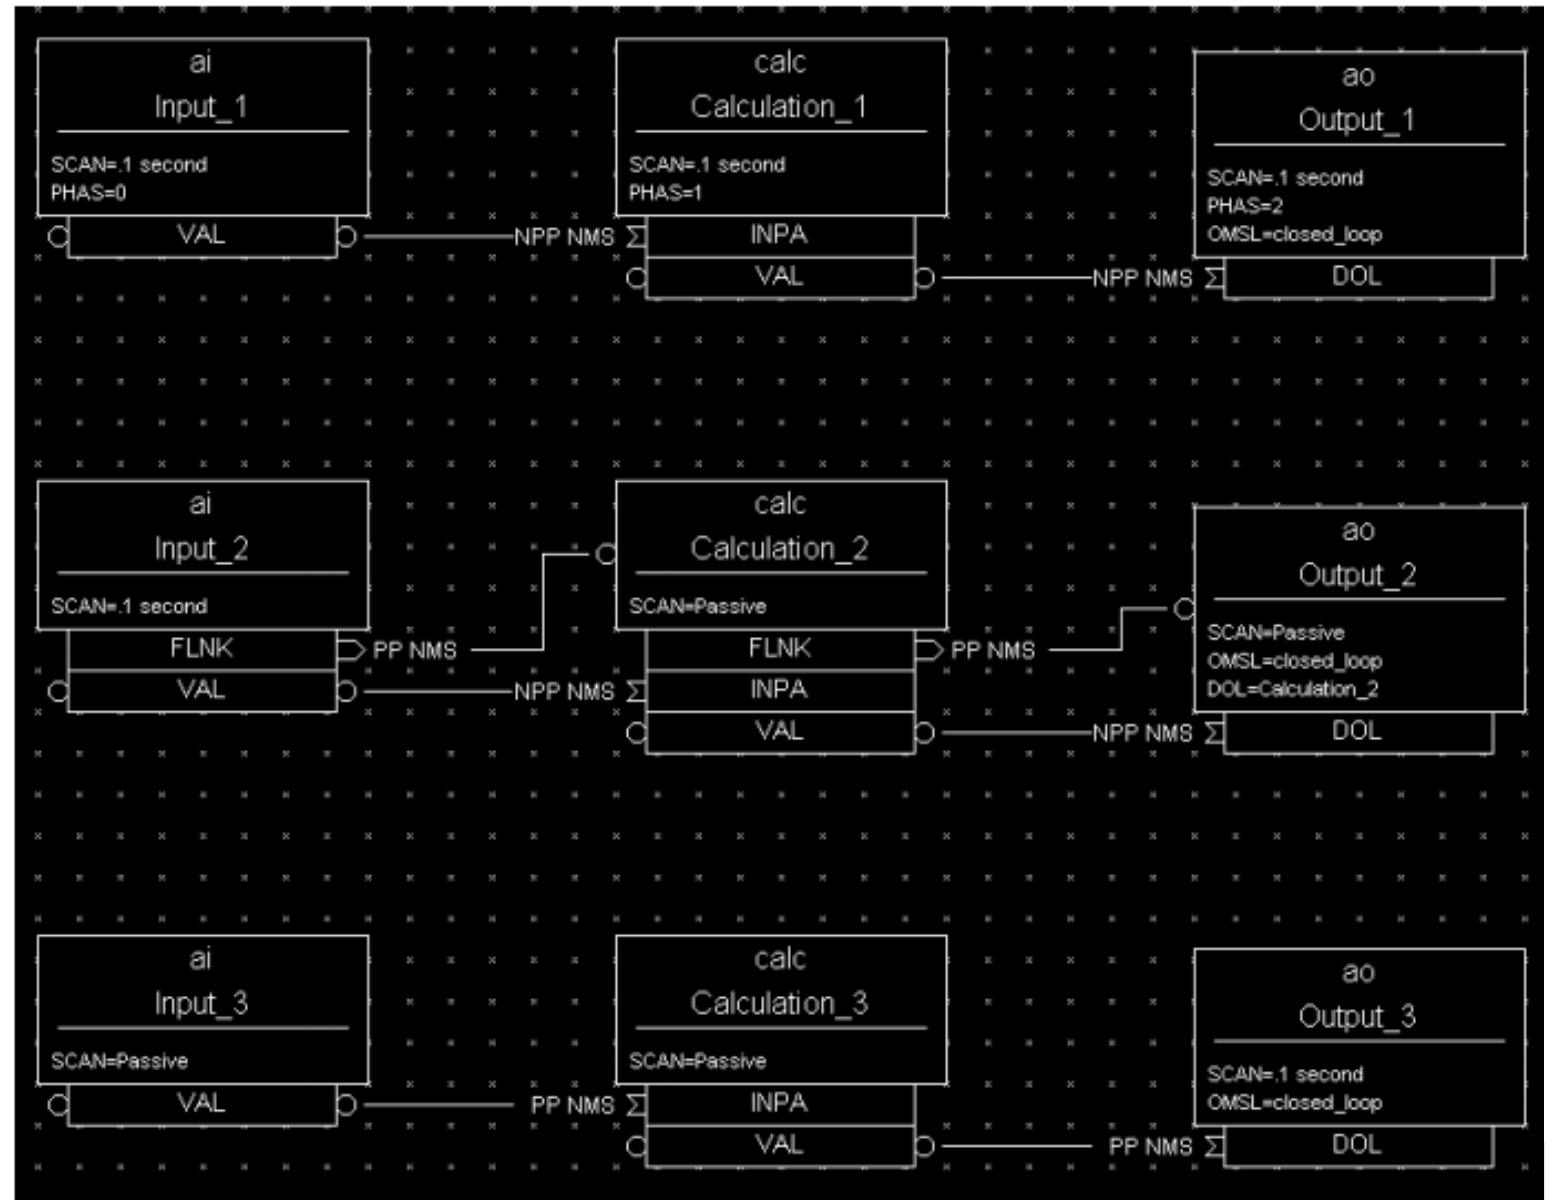 ai
Input_1
SCAN=.1 second
PHAS=0
VAL
calc
Calculation_1
SCAN=.1 second
PHAS=1
NPP NMS
INPA
VAL
ao
Output_1
SCAN=.1 second
PHAS=2
OMSL=closed_loop
NPP NMS
DOL
ai
Input_2
SCAN=.1 second
FLNK
PP NMS
VAL
calc
Calculation_2
SCAN=Passive
FLNK
PP NMS
NPP NMS
INPA
VAL
ao
Output_2
SCAN=Passive
OMSL=closed_loop
DOL=Calculation_2
NPP NMS
DOL
ai
Input_3
SCAN=Passive
VAL
calc
Calculation_3
SCAN=Passive
PP NMS
INPA
VAL
ao
Output_3
SCAN=.1 second
OMSL=closed_loop
PP NMS
DOL